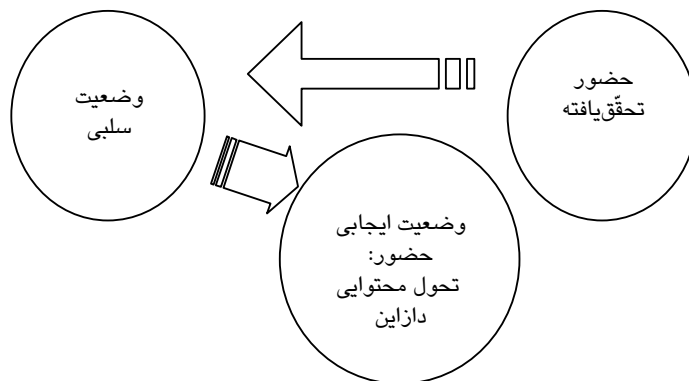 حضور
تحقّق‌یافته
وضعیت
سلبی
وضعیت ایجابی
حضور:
تحول محتوایی
دازاین